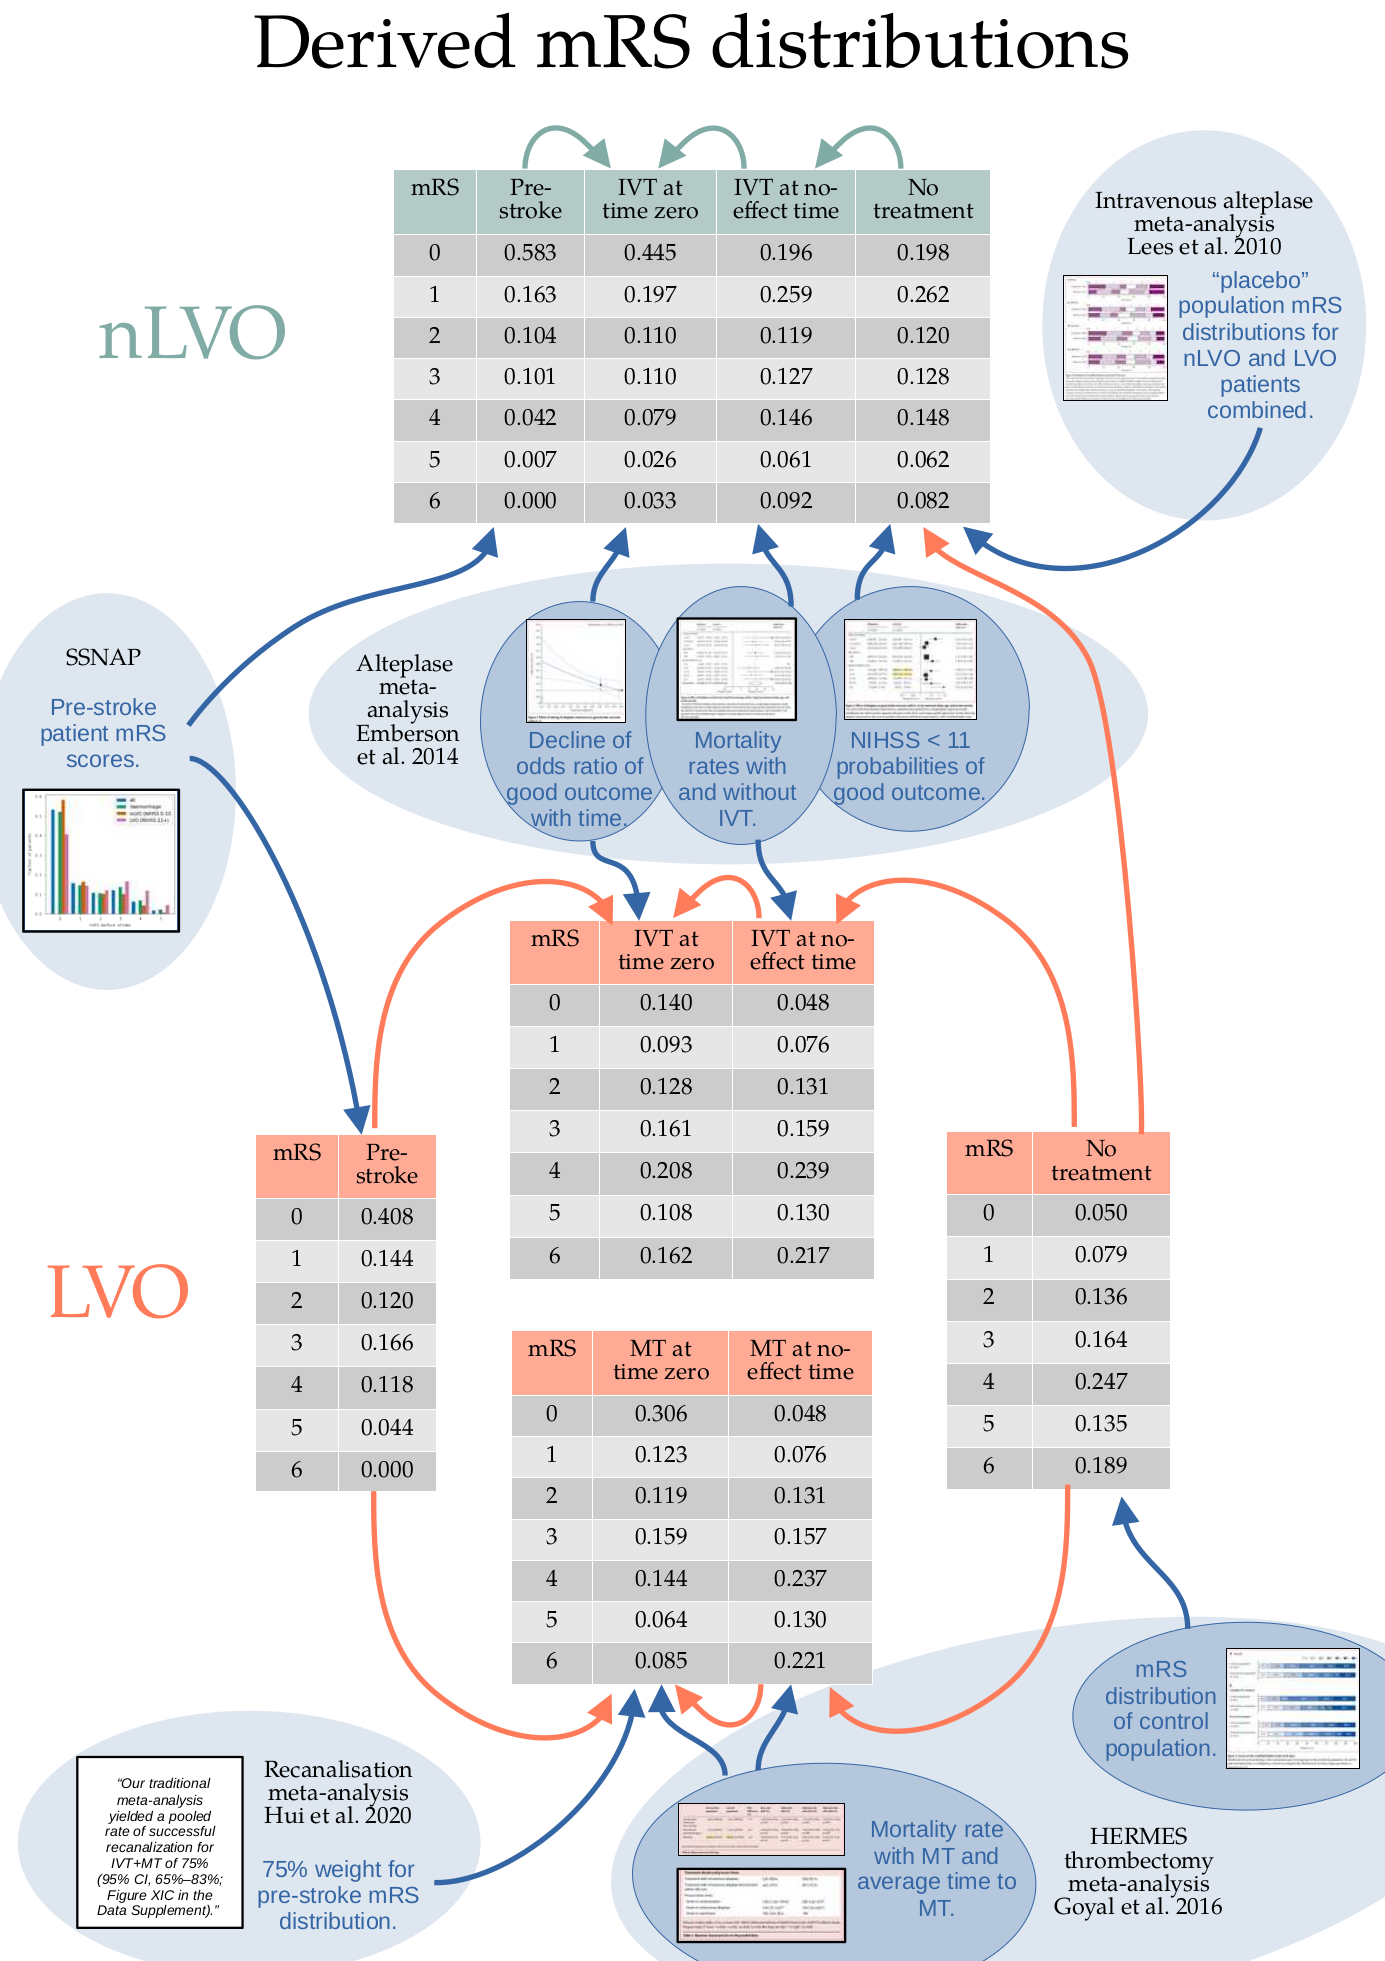 Derived mRS distributions
nLVO
mRS Pre-stroke IVT at time zero IVT at no-effect time No treatment
0 0.583 0.445 0.196 0.198
1 0.163 0.197 0.259 0.262
2 0.104 0.110 0.119 0.120
3 0.101 0.110 0.127 0.128
4 0.042 0.079 0.146 0.148
5 0.007 0.026 0.061 0.062
6 0.000 0.033 0.092 0.082
Intravenous alteplase
meta-analysis
Lees et al. 2010
“placebo”
population mRS
distributions for
nLVO and LVO
patients
combined.
SSNAP
Pre-stroke
patient mRS
scores.
Alteplase
meta-
analysis
Emberson
et al. 2014
Decline of
odds ratio of
good outcome
with time.
Mortality
rates with
and without
IVT.
NIHSS < 11
probabilities of
good outcome.
LVO
mRS IVT at time zero IVT at no-effect time
0 0.140 0.048
1 0.093 0.076
2 0.128 0.131
3 0.161 0.159
4 0.208 0.239
5 0.108 0.130
6 0.162 0.217
mRS Pre-stroke
0 0.408
1 0.144
2 0.120
3 0.166
4 0.118
5 0.044
6 0.000
mRS No treatment
0 0.050
1 0.079
2 0.136
3 0.164
4 0.247
5 0.135
6 0.189
mRS MT at time zero MT at no-effect time
0 0.306 0.048
1 0.123 0.076
2 0.119 0.131
3 0.159 0.157
4 0.144 0.237
5 0.064 0.130
6 0.085 0.221
mRS
distribution
of control
population.
“Our traditional
meta-analysis
yielded a pooled
rate of successful
recanalization for
IVT+MT of 75%
(95% CI, 65%–83%;
Figure XIC in the
Data Supplement).”
Recanalisation
meta-analysis
Hui et al. 2020
75% weight for
pre-stroke mRS
distribution.
Mortality rate
with MT and
average time to
MT.
HERMES
thrombectomy
meta-analysis
Goyal et al. 2016